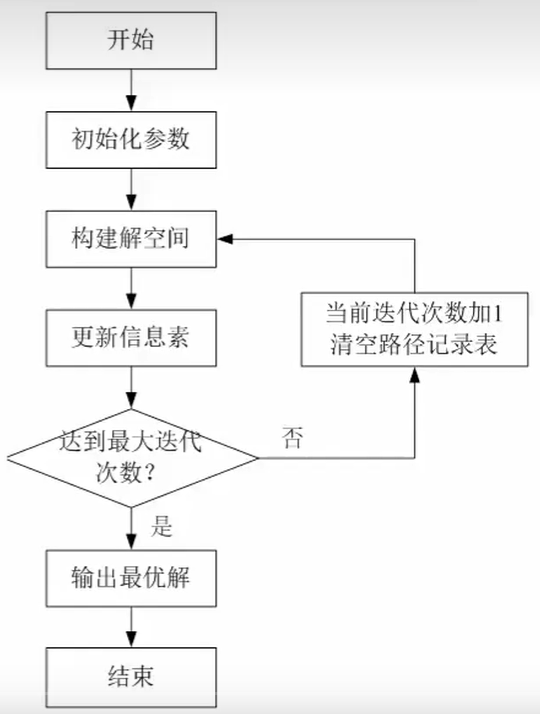 开始
初始化参数
构建解空间
更新信息素
达到最大迭代
次数？
否
当前迭代次数加1
清空路径记录表
是
输出最优解
结束